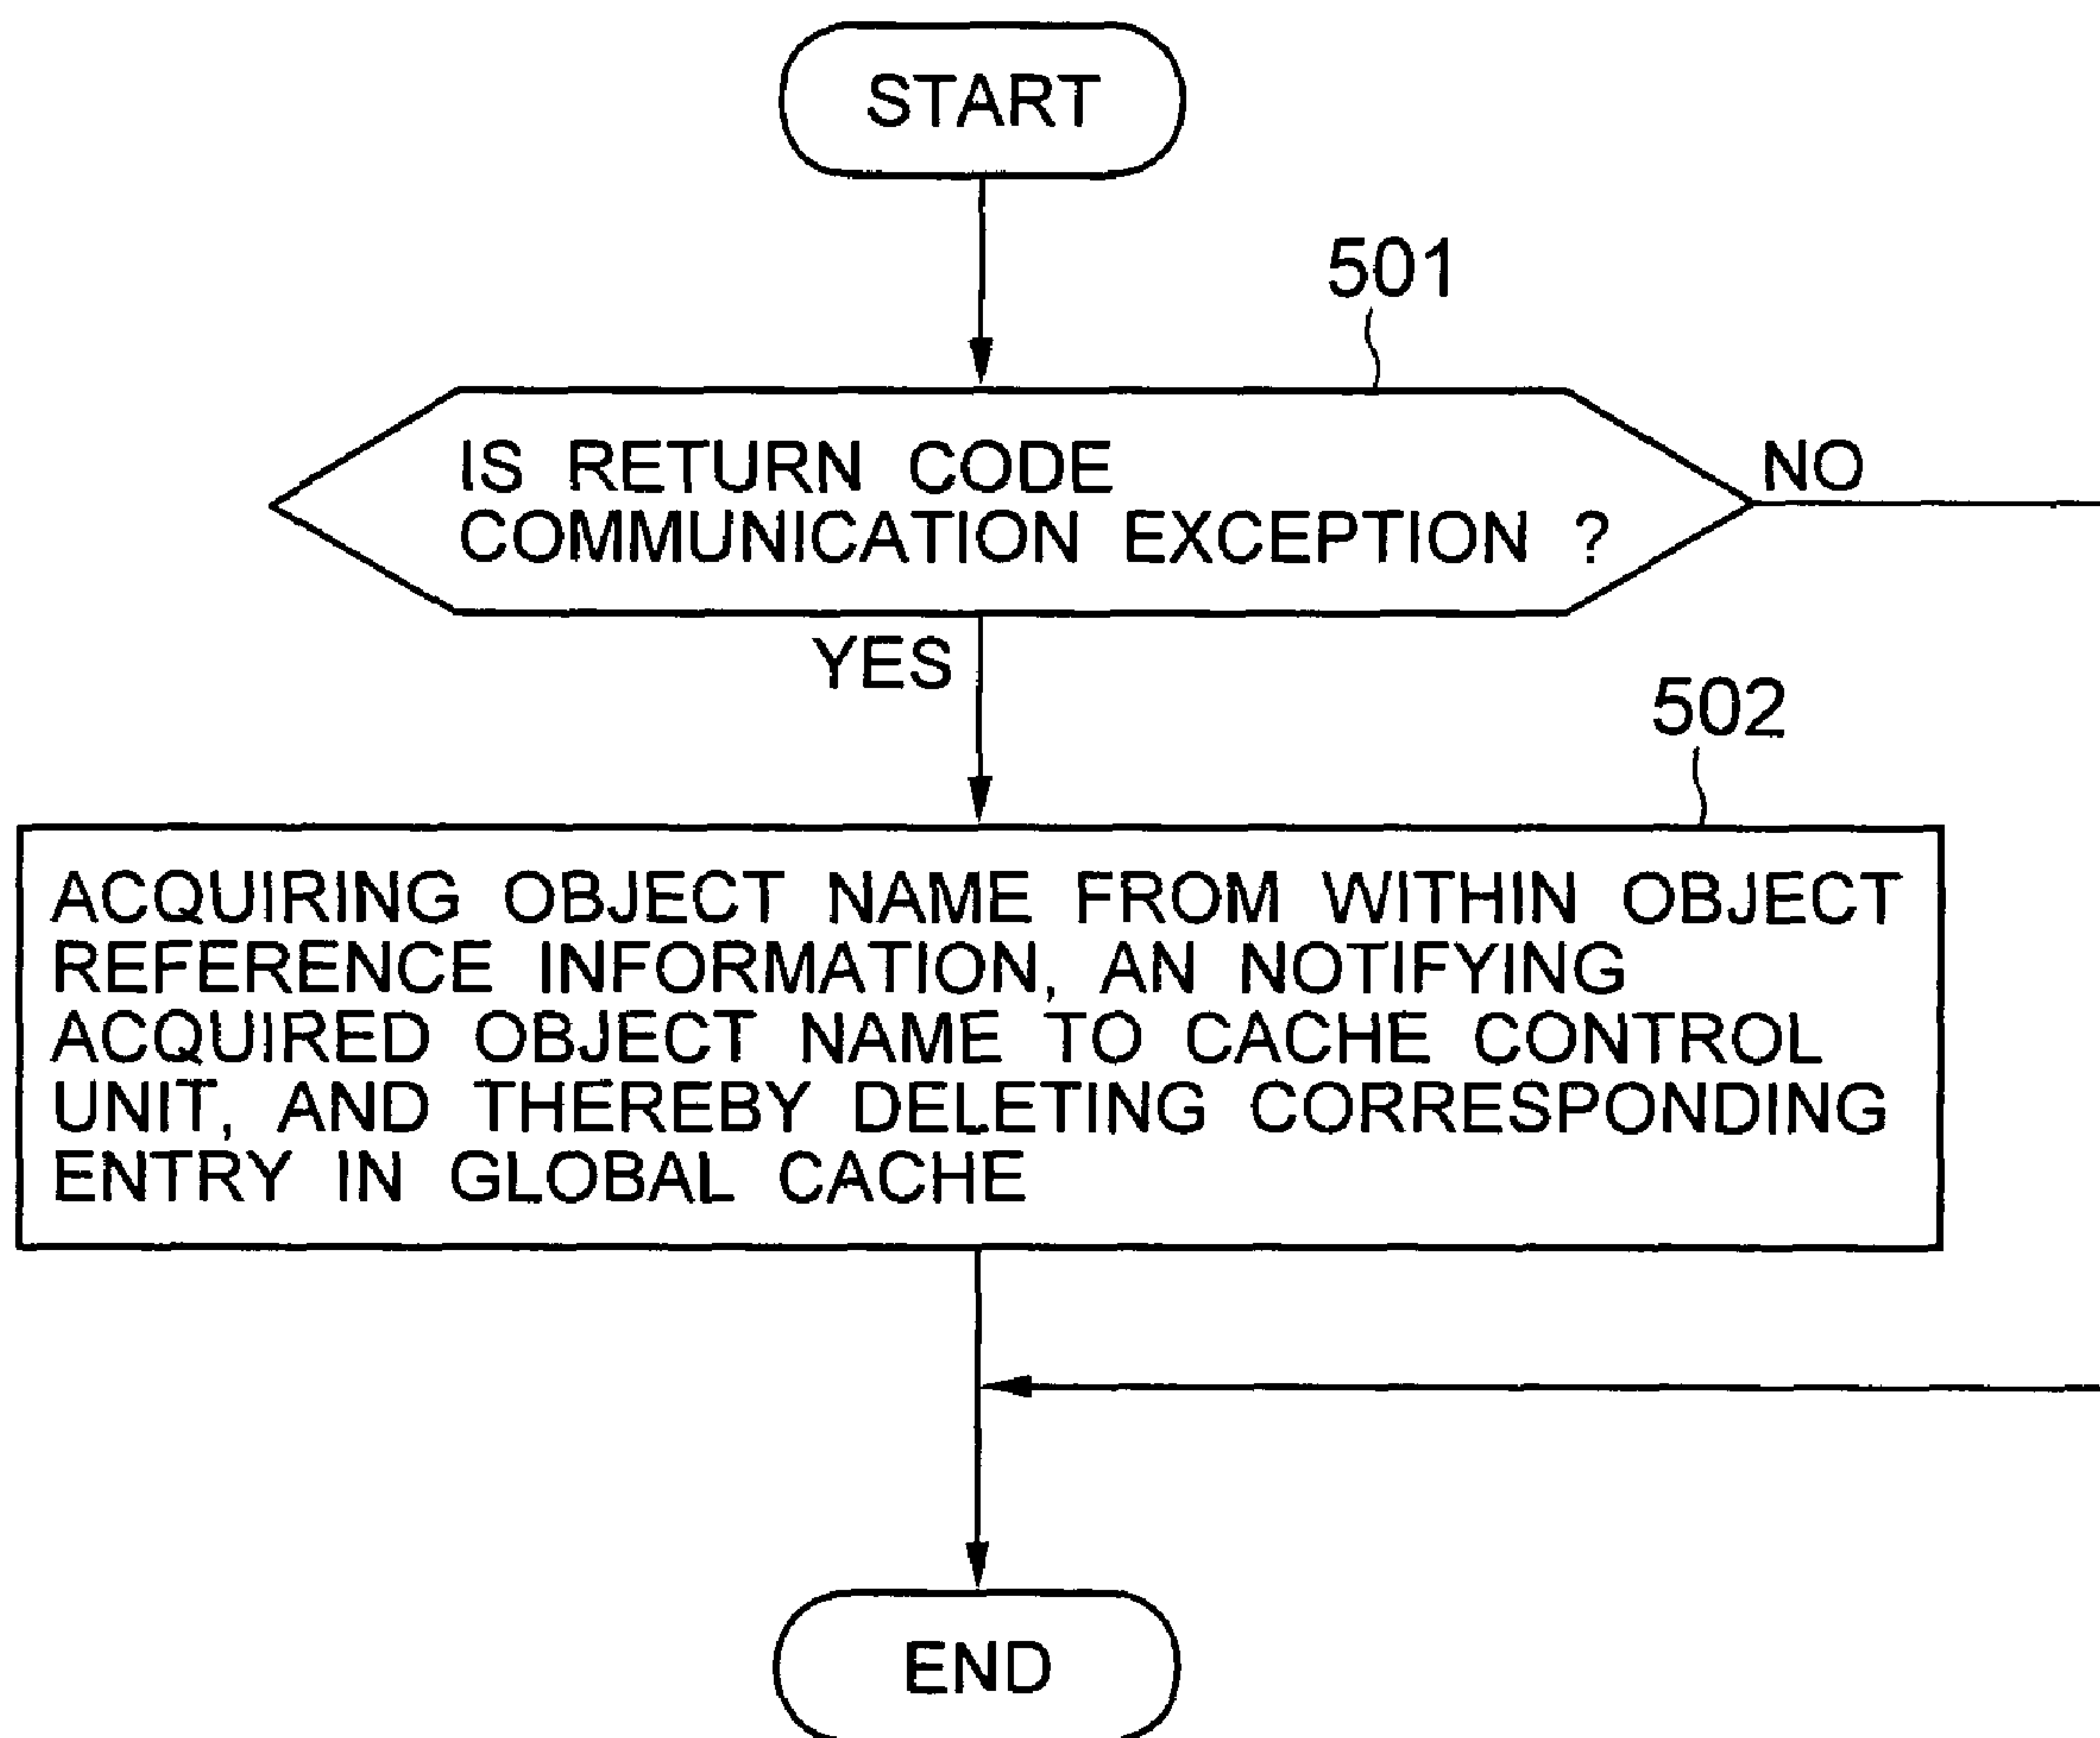 START
501
IS RETURN CODE
COMMUNICATION EXCEPTION ?
NO
YES
502
ACQUIRING OBJECT NAME FROM WITHIN OBJECT
REFERENCE INFORMATION, AN NOTIFYING
ACQUIRED OBJECT NAME TO CACHE CONTROL
UNIT, AND THEREBY DELETING CORRESPONDING
ENTRY IN GLOBAL CACHE
END